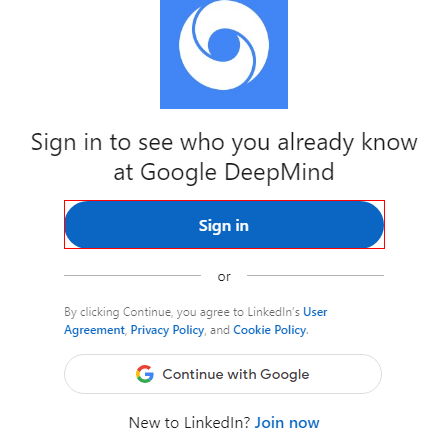 Sign in to see who you already know
at Google DeepMind
Sign in
or
By clicking Continue, you agree to LinkedIn's User
Agreement, Privacy Policy, and Cookie Policy.
Continue with Google
New to LinkedIn? Join now